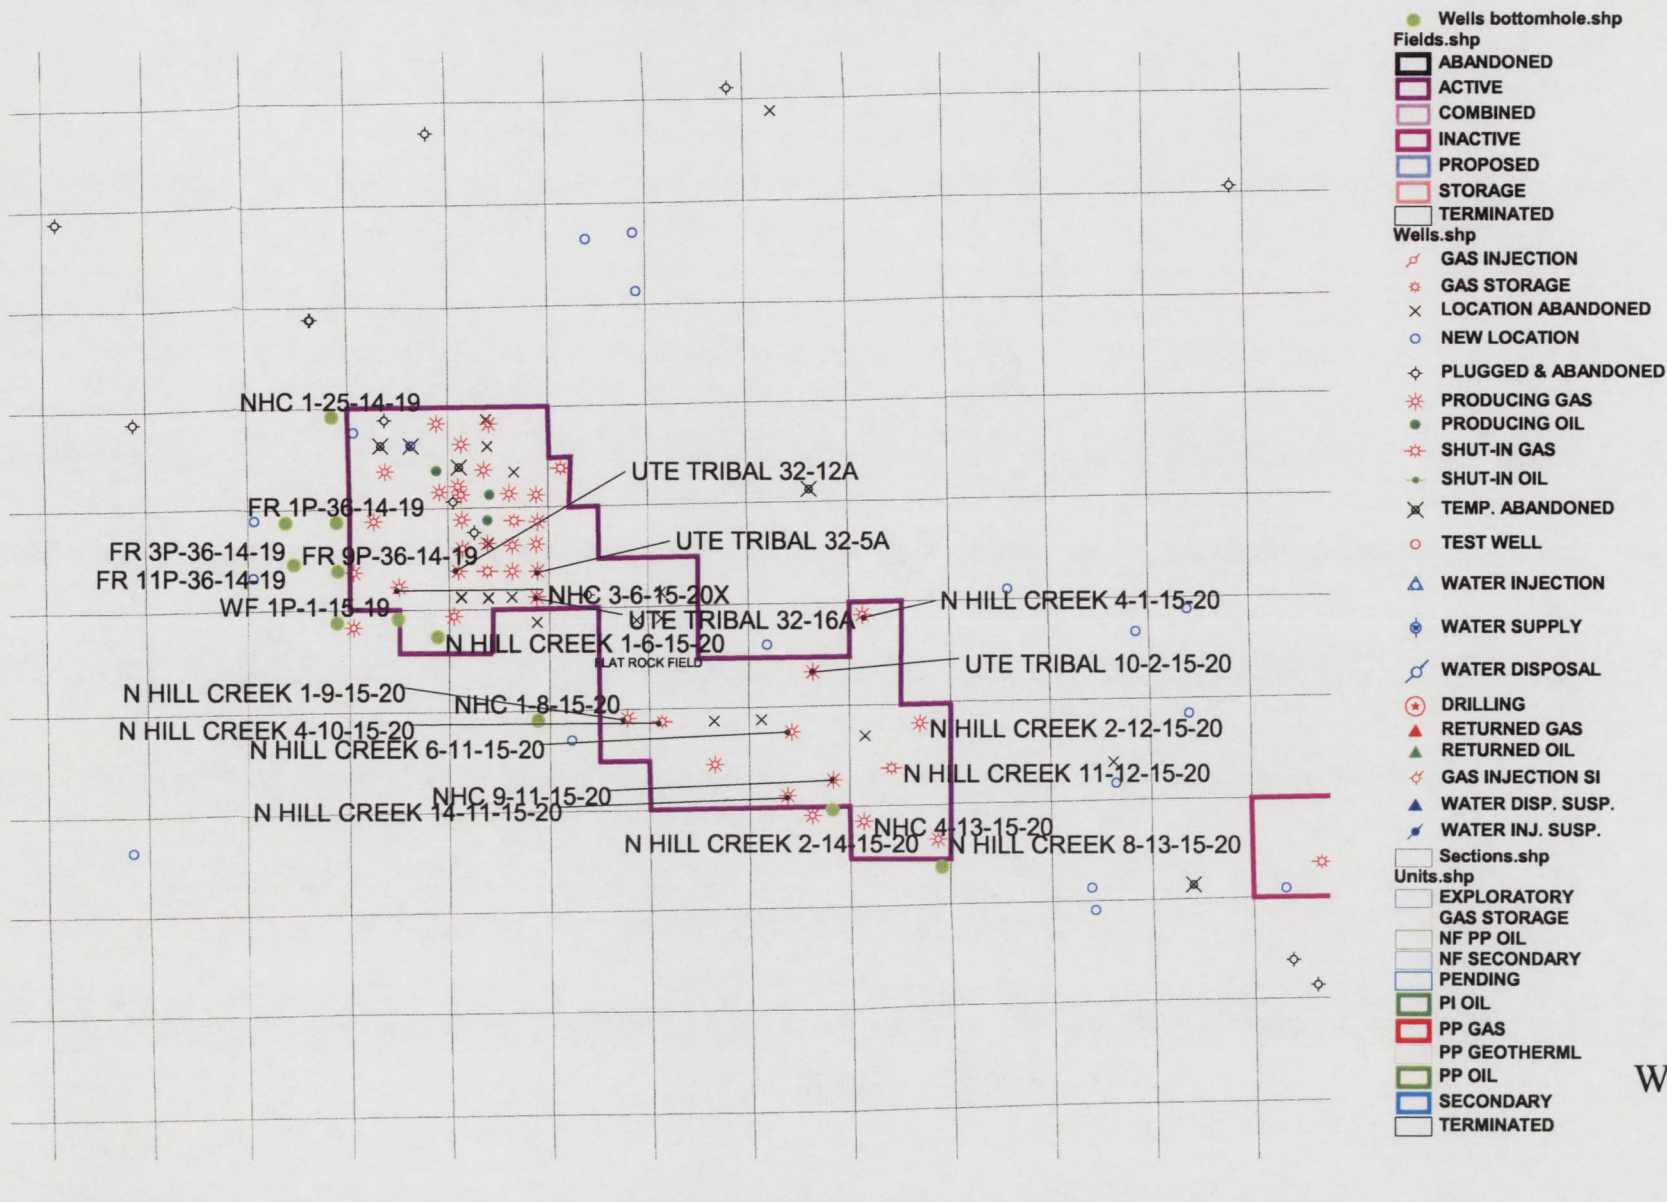 NHC 1-25-14-19
UTE TRIBAL 32-12A
FR 1P-36-14-19
UTE TRIBAL 32-5A
FR 3P-36-14-19
FR 9P-36-14-19
FR 11P-36-14-19
NHC 3-6-15-20X
WF 1P-1-15-19
N HILL CREEK 4-1-15-20
UTE TRIBAL 32-16A
N HILL CREEK 1-6-15-20
FLAT ROCK FIELD
UTE TRIBAL 10-2-15-20
N HILL CREEK 1-9-15-20
NHC 1-8-15-20
N HILL CREEK 4-10-15-20
N HILL CREEK 2-12-15-20
N HILL CREEK 6-11-15-20
N HILL CREEK 11-12-15-20
NHC 9-11-15-20
N HILL CREEK 14-11-15-20
NHC 4-13-15-20
N HILL CREEK 2-14-15-20
N HILL CREEK 8-13-15-20
Wells bottomhole.shp
Fields.shp
ABANDONED
ACTIVE
COMBINED
INACTIVE
PROPOSED
STORAGE
TERMINATED
Wells.shp
GAS INJECTION
GAS STORAGE
LOCATION ABANDONED
NEW LOCATION
PLUGGED & ABANDONED
PRODUCING GAS
PRODUCING OIL
SHUT-IN GAS
SHUT-IN OIL
TEMP. ABANDONED
TEST WELL
WATER INJECTION
WATER SUPPLY
WATER DISPOSAL
DRILLING
RETURNED GAS
RETURNED OIL
GAS INJECTION SI
WATER DISP. SUSP.
WATER INJ. SUSP.
Sections.shp
Units.shp
EXPLORATORY
GAS STORAGE
NF PP OIL
NF SECONDARY
PENDING
PI OIL
PP GAS
PP GEOTHERML
PP OIL
SECONDARY
TERMINATED
W